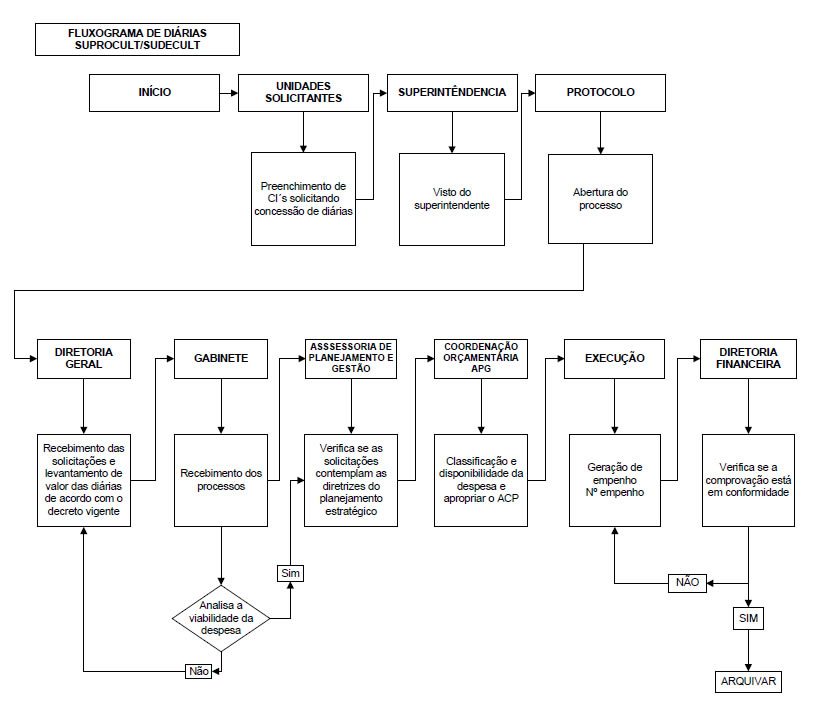 FLUXOGRAMA DE DIÁRIAS
SUPROCULT/SUDECULT
INÍCIO
UNIDADES
SOLICITANTES
SUPERINTÊNDENCIA
PROTOCOLO
Preenchimento de
CI´s solicitando
concessão de diárias
Visto do
superintendente
Abertura do
processo
DIRETORIA
GERAL
GABINETE
ASSSESSORIA DE
PLANEJAMENTO E
GESTÃO
COORDENAÇÃO
ORÇAMENTÁRIA
APG
EXECUÇÃO
DIRETORIA
FINANCEIRA
Recebimento das
solicitações e
levantamento de
valor das diárias
de acordo com o
decreto vigente
Recebimento dos
processos
Verifica se as
solicitações
contemplam as
diretrizes do
planejamento
estratégico
Classificação e
disponibilidade da
despesa e
apropriar o ACP
Geração de
empenho
Nº empenho
Verifica se a
comprovação está
em conformidade
Sim
Analisa a
viabilidade da
despesa
Não
NÃO
SIM
ARQUIVAR